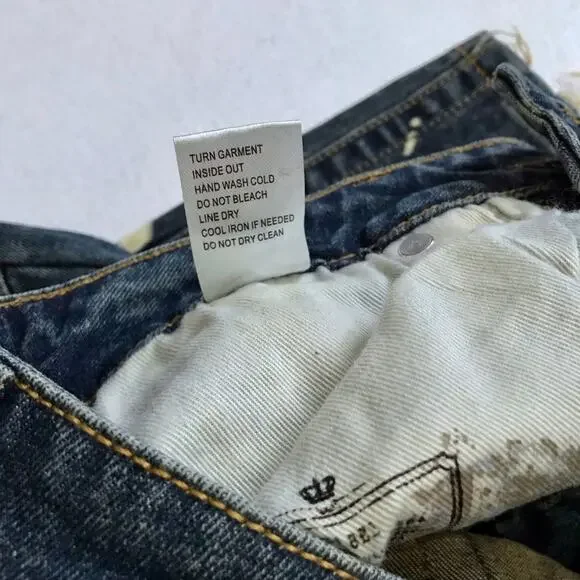 TURN GARMENT
INSIDE OUT
HAND WASH COLD
DO NOT BLEACH
LINE DRY
COOL IRON IF NEEDED
DO NOT DRY CLEAN